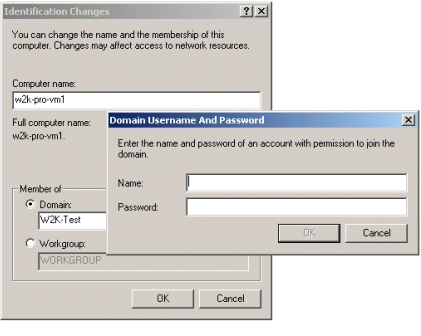 Identification Changes
You can change the name and the membership of this
computer. Changes may affect access to network resources.
Computer name:
w2k-pro-vm1
Full computer name:
w2k-pro-vm1.
Member of
Domain:
W2K-Test
Workgroup:
WORKGROUP
OK Cancel
Domain Username And Password
Enter the name and password of an account with permission to join the
domain.
Name:
Password:
OK Cancel